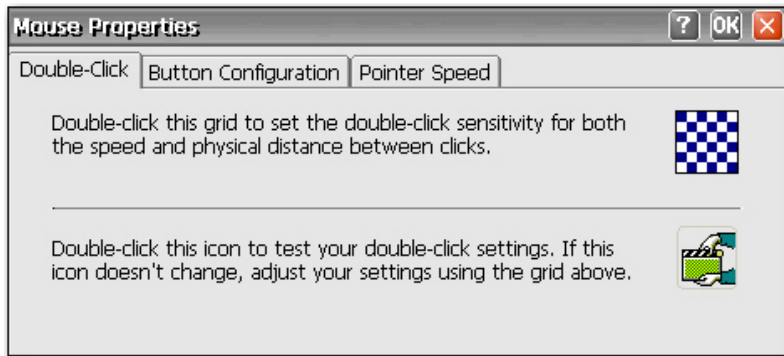 Mouse Properties ? OK X
Double-Click Button Configuration Pointer Speed
Double-click this grid to set the double-click sensitivity for both
the speed and physical distance between clicks.
Double-click this icon to test your double-click settings. If this
icon doesn't change, adjust your settings using the grid above.